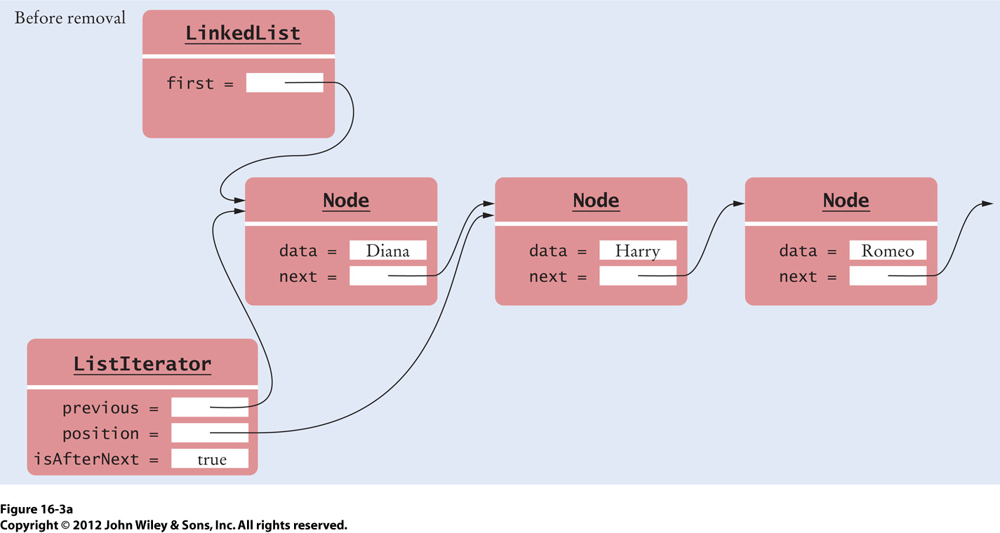 Before removal
LinkedList
first =
Node
data = Diana
next =
Node
data = Harry
next =
Node
data = Romeo
next =
ListIterator
previous =
position =
isAfterNext = true
Figure 16-3a
Copyright © 2012 John Wiley & Sons, Inc. All rights reserved.